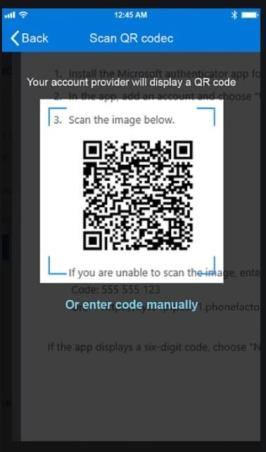 12:45 AM
Back
Scan QR codec
1. Install the Microsoft authenticator app fo
Your account provider will display a QR code
2. In the app, add an account and choose "
3. Scan the image below.
If you are unable to scan the image, ente
Code: 555 555 123
Or enter code manually
1.phonefacto
If the app displays a six-digit code, choose "N